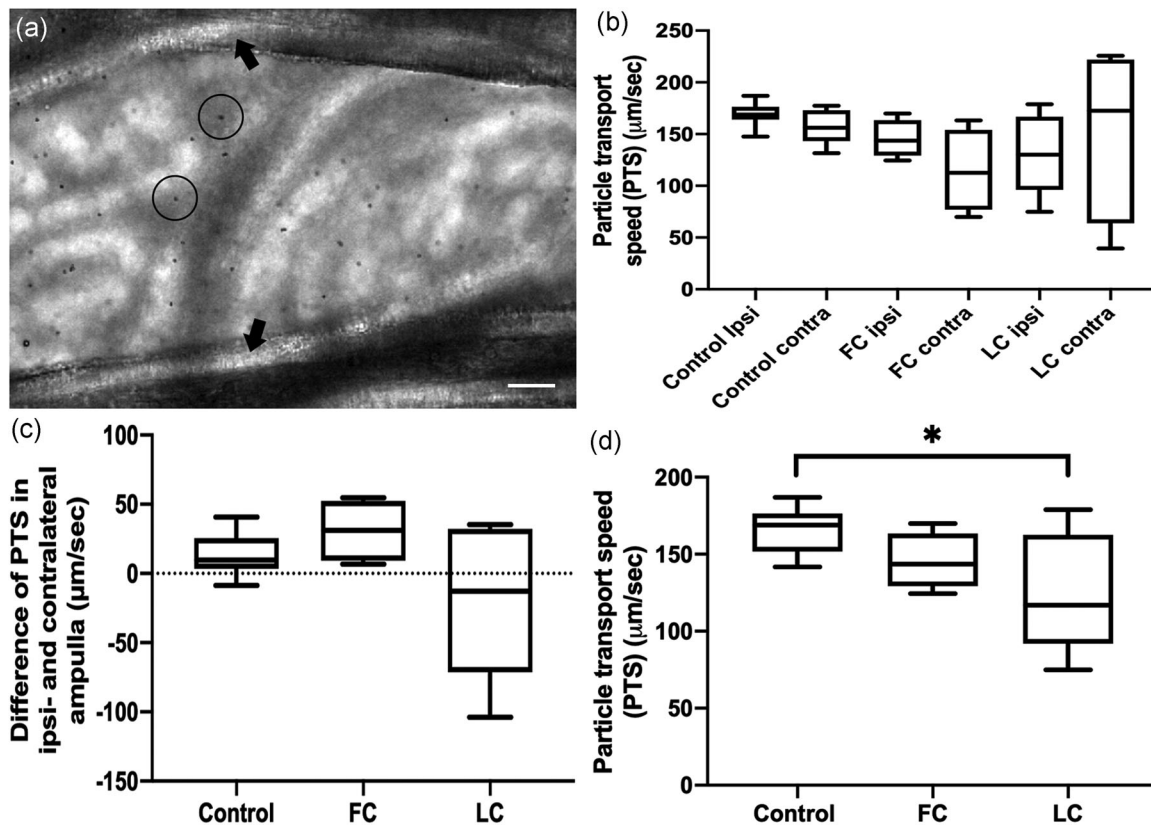 (a)
(b)
Particle transport
speed (PTS) (μm/sec)
250
200
150
100
50
0
Control Ipsi
Control contra
FC ipsi
FC contra
LC ipsi
LC contra
(c)
Difference of PTS in
ipsi- and contralateral
ampulla (μm/sec)
100
50
0
-50
-100
-150
Control
FC
LC
(d)
Particle transport speed
(PTS) (μm/sec)
200
150
100
50
0
*
Control
FC
LC